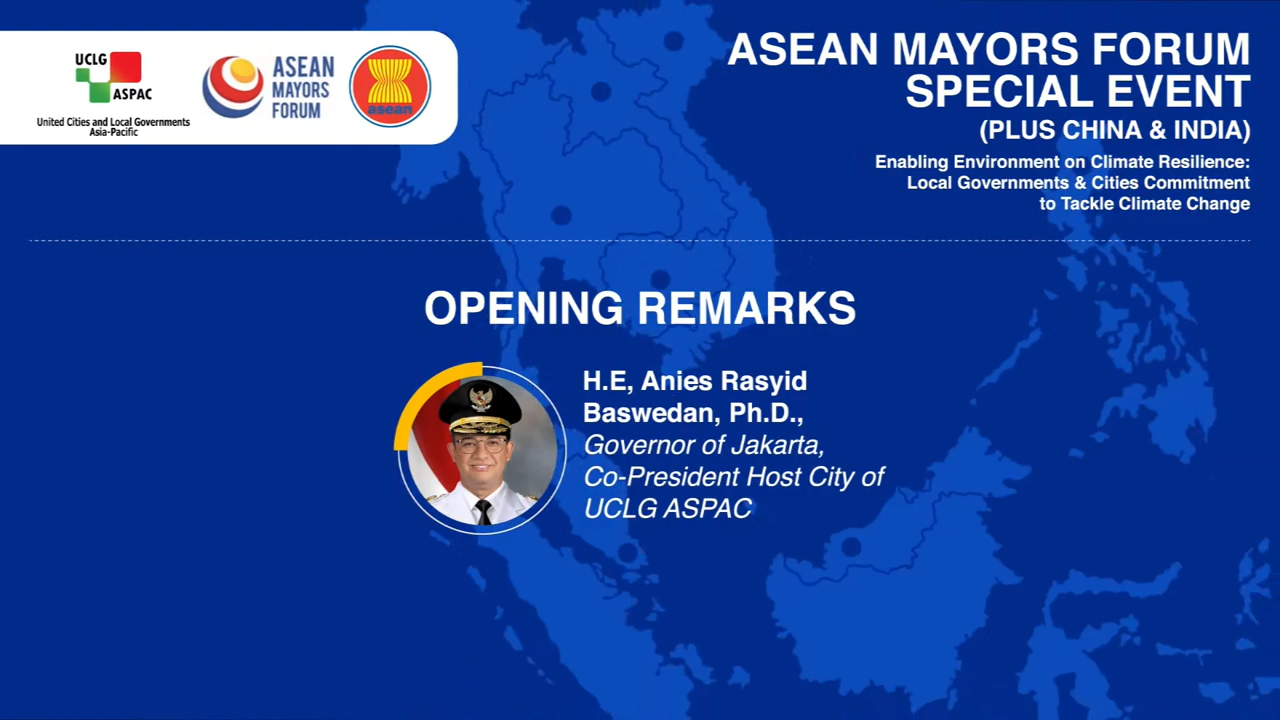 UCLG
ASPAC
United Cities and Local Governments
Asia-Pacific
ASEAN
MAYORS
FORUM
asean
ASEAN MAYORS FORUM
SPECIAL EVENT
(PLUS CHINA & INDIA)
Enabling Environment on Climate Resilience:
Local Governments & Cities Commitment
to Tackle Climate Change
OPENING REMARKS
H.E, Anies Rasyid
Baswedan, Ph.D.,
Governor of Jakarta,
Co-President Host City of
UCLG ASPAC